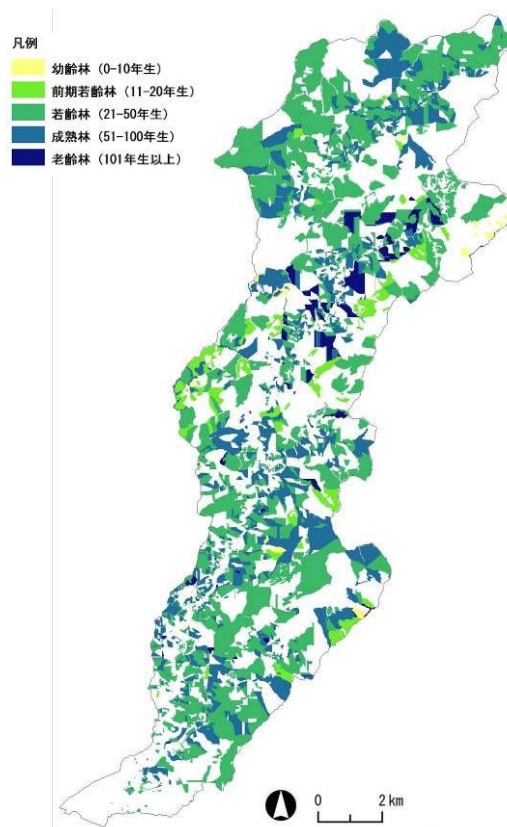 凡例
幼齢林（0-10年生）
前期若齢林（11-20年生）
若齢林（21-50年生）
成熟林（51-100年生）
老齢林（101年生以上）
0 2 km